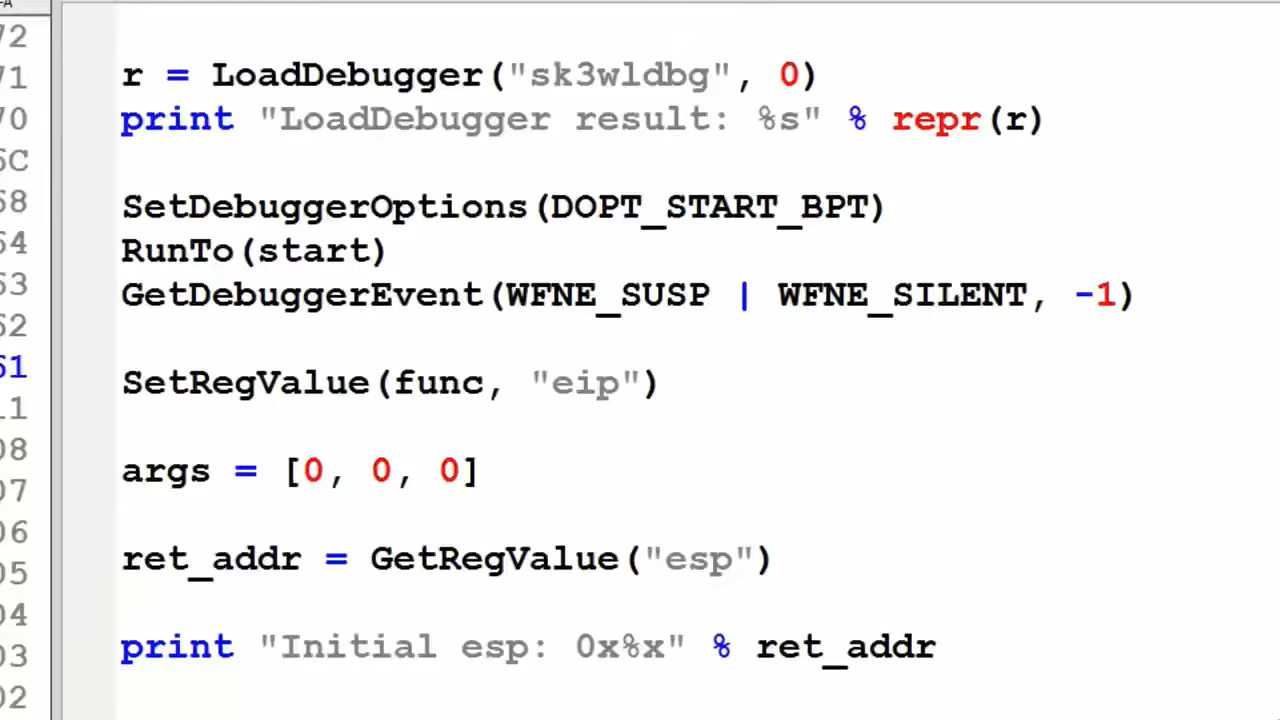 r = LoadDebugger("sk3wldbg", 0)
print "LoadDebugger result: %s" % repr(r)
SetDebuggerOptions(DOPT_START_BPT)
RunTo(start)
GetDebuggerEvent(WFNE_SUSP | WFNE_SILENT, -1)
SetRegValue(func, "eip")
args = [0, 0, 0]
ret_addr = GetRegValue("esp")
print "Initial esp: 0x%x" % ret_addr